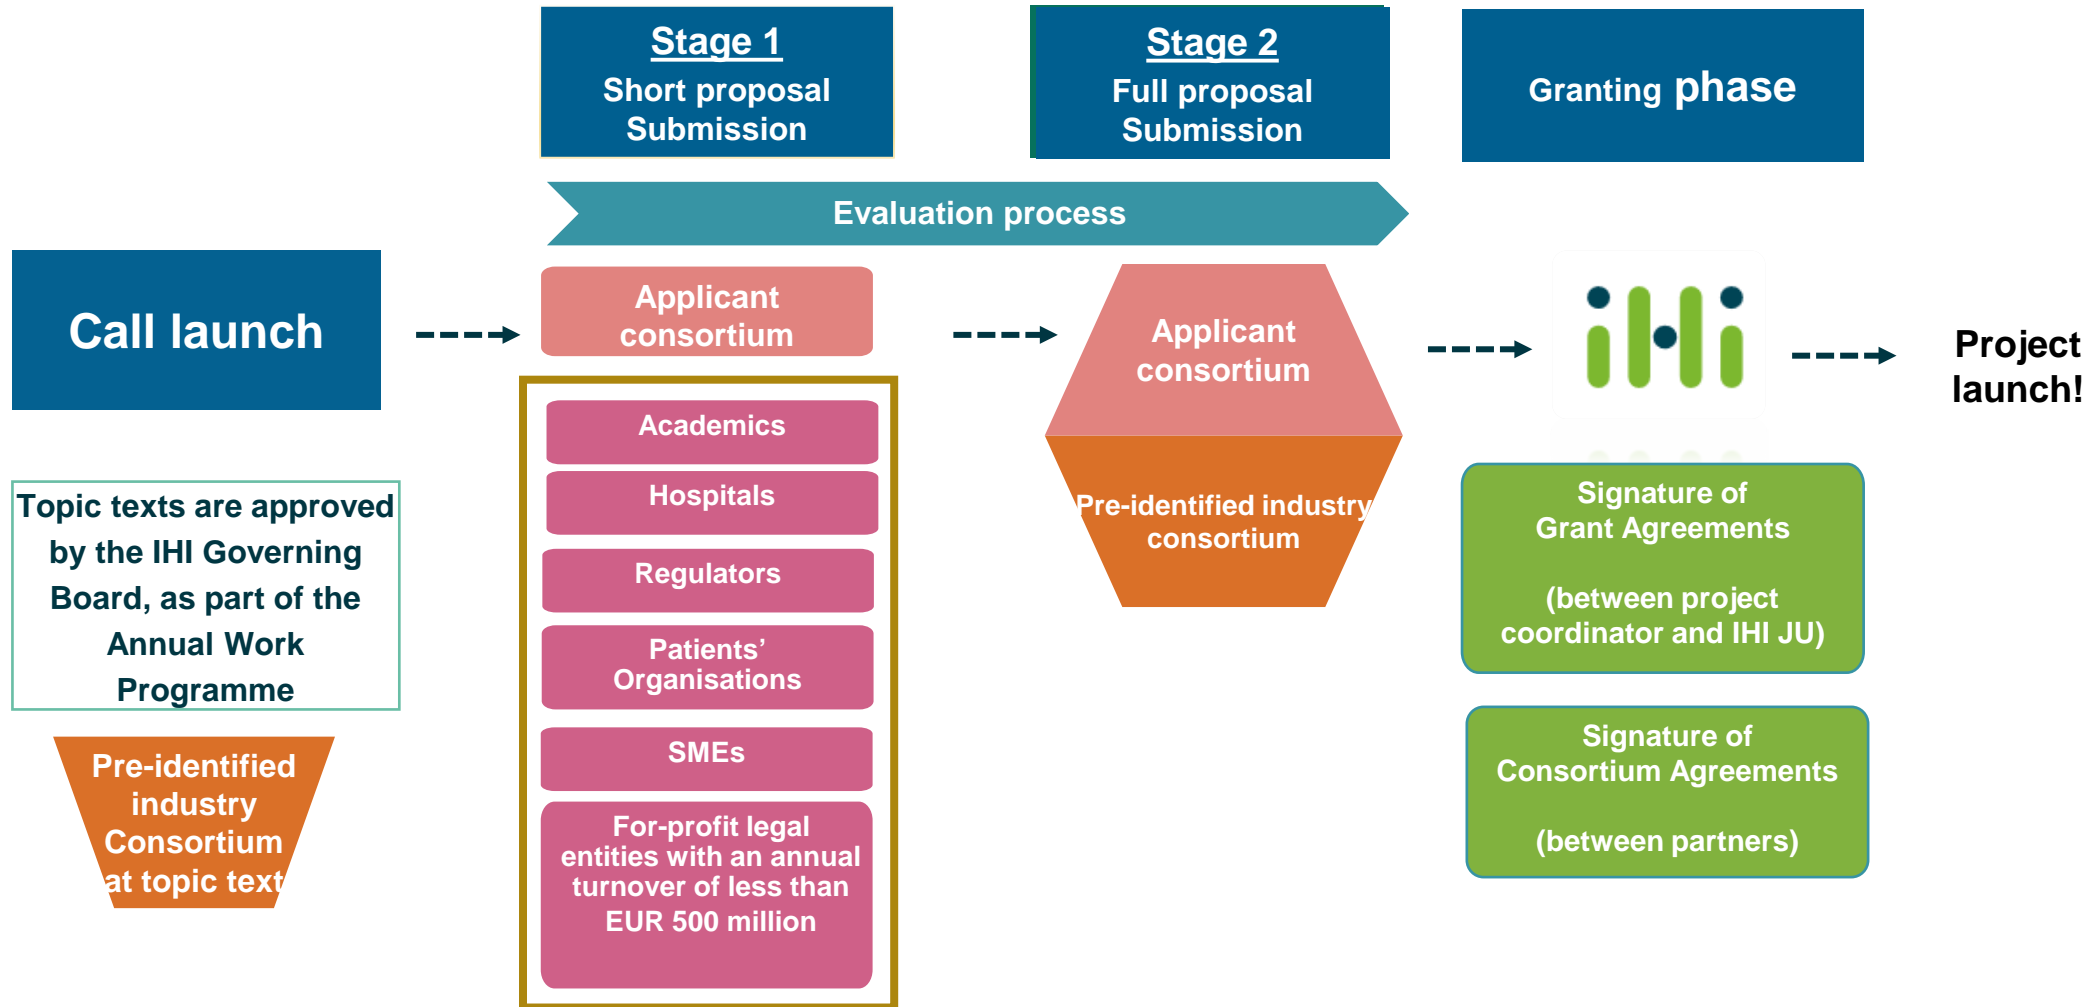 Stage 1
Short proposal
Submission
Stage 2
Full proposal
Submission
Granting phase
Evaluation process
Call launch
Topic texts are approved
by the IHI Governing
Board, as part of the
Annual Work
Programme
Pre-identified
industry
Consortium
at topic text
Applicant
consortium
Academics
Hospitals
Regulators
Patients’
Organisations
SMEs
For-profit legal
entities with an annual
turnover of less than
EUR 500 million
Applicant
consortium
Pre-identified industry
consortium
iHi
Signature of
Grant Agreements
(between project
coordinator and IHI JU)
Signature of
Consortium Agreements
(between partners)
Project
launch!